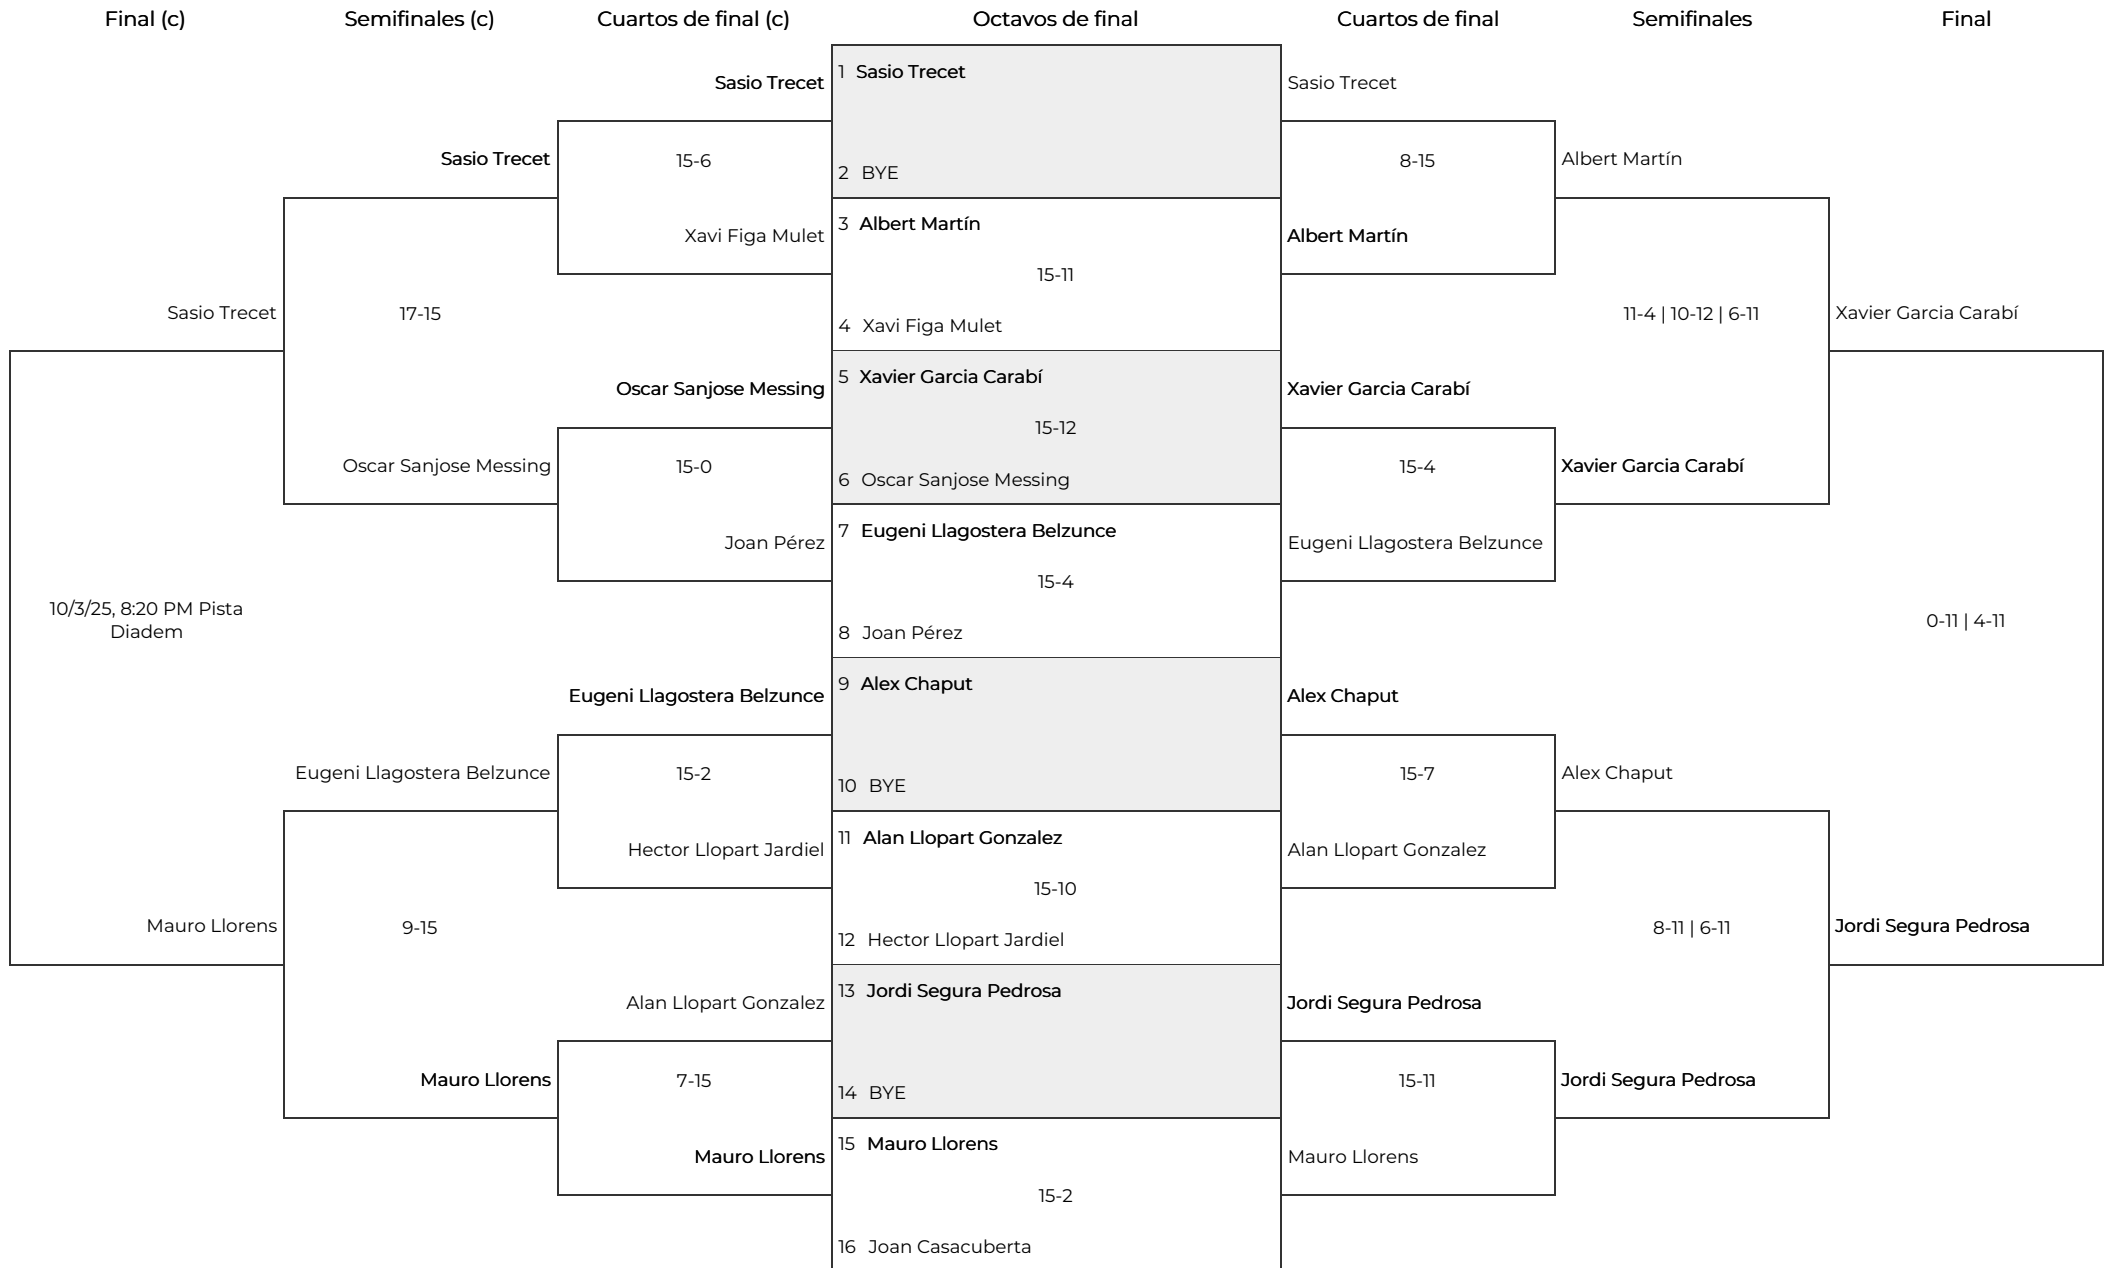 Final (c)
Semifinales (c)
Cuartos de final (c)
Octavos de final
Cuartos de final
Semifinales
Final
Sasio Trecet
15-6
Xavi Figa Mulet
Oscar Sanjose Messing
15-0
Joan Pérez
Eugeni Llagostera Belzunce
15-2
Hector Llopart Jardiel
Alan Llopart Gonzalez
7-15
Mauro Llorens
Sasio Trecet
17-15
Oscar Sanjose Messing
Eugeni Llagostera Belzunce
9-15
Mauro Llorens
Sasio Trecet
10/3/25, 8:20 PM Pista
Diadem
Mauro Llorens
1 Sasio Trecet
2 BYE
3 Albert Martín
15-11
4 Xavi Figa Mulet
5 Xavier Garcia Carabí
15-12
6 Oscar Sanjose Messing
7 Eugeni Llagostera Belzunce
15-4
8 Joan Pérez
9 Alex Chaput
10 BYE
11 Alan Llopart Gonzalez
15-10
12 Hector Llopart Jardiel
13 Jordi Segura Pedrosa
14 BYE
15 Mauro Llorens
15-2
16 Joan Casacuberta
Sasio Trecet
8-15
Albert Martín
Xavier Garcia Carabí
15-4
Eugeni Llagostera Belzunce
Alex Chaput
15-7
Alan Llopart Gonzalez
Jordi Segura Pedrosa
15-11
Mauro Llorens
Albert Martín
11-4 | 10-12 | 6-11
Xavier Garcia Carabí
Alex Chaput
8-11 | 6-11
Jordi Segura Pedrosa
Xavier Garcia Carabí
0-11 | 4-11
Jordi Segura Pedrosa